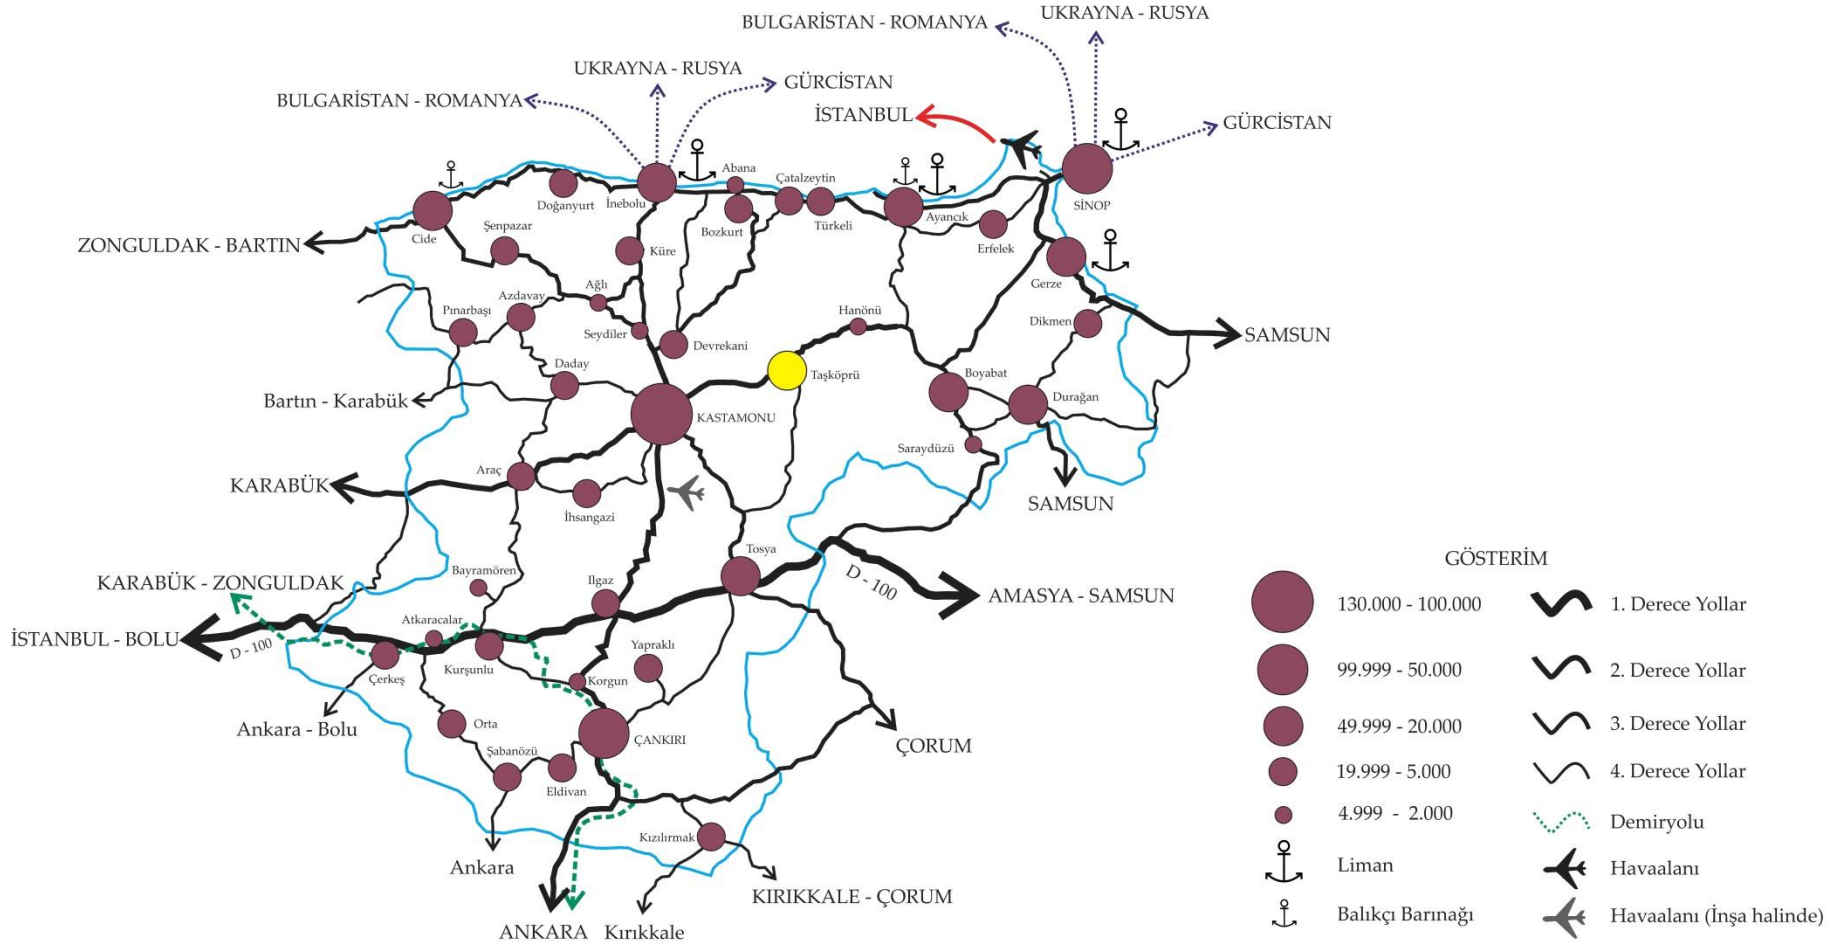 UKRAYNA - RUSYA
BULGARİSTAN - ROMANYA
UKRAYNA - RUSYA
GÜRCİSTAN
BULGARİSTAN - ROMANYA
İSTANBUL
GÜRCİSTAN
Abana
Çatalzeytin
Doğanyurt
İnebolu
Bozkurt
Türkeli
Ayancık
SİNOP
Cide
Şenpazar
Küre
Erfelek
ZONGULDAK - BARTIN
Gerze
Ağlı
Azdavay
Pınarbaşı
Seydiler
Hanönü
Dikmen
Devrekani
SAMSUN
Daday
Taşköprü
Boyabat
Durağan
Bartın - Karabük
KASTAMONU
Saraydüzü
Araç
KARABÜK
İhsangazi
SAMSUN
Tosya
Bayramören
Ilgaz
KARABÜK - ZONGULDAK
D - 100
AMASYA - SAMSUN
Atkaracalar
İSTANBUL - BOLU
D - 100
Yapraklı
Çerkeş
Kurşunlu
Korgun
Ankara - Bolu
Orta
ÇANKIRI
ÇORUM
Şabanözü
Eldivan
Kızılırmak
Ankara
KIRIKKALE - ÇORUM
ANKARA
Kırıkkale
GÖSTERİM
130.000 - 100.000
99.999 - 50.000
49.999 - 20.000
19.999 - 5.000
4.999 - 2.000
Liman
Balıkçı Barınağı
1. Derece Yollar
2. Derece Yollar
3. Derece Yollar
4. Derece Yollar
Demiryolu
Havaalanı
Havaalanı (İnşa halinde)